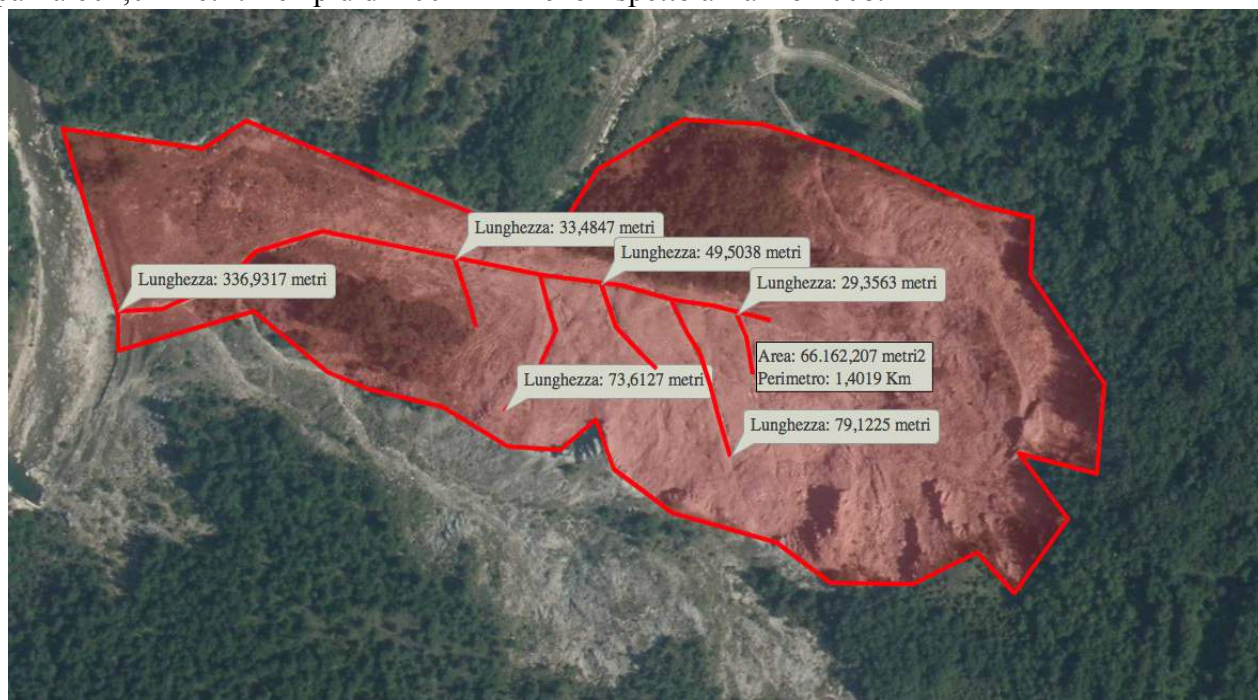 Lunghezza: 33,4847 metri
Lunghezza: 49,5038 metri
Lunghezza: 336,9317 metri
Lunghezza: 29,3563 metri
Area: 66.162,207 metri2
Perimetro: 1,4019 Km
Lunghezza: 73,6127 metri
Lunghezza: 79,1225 metri